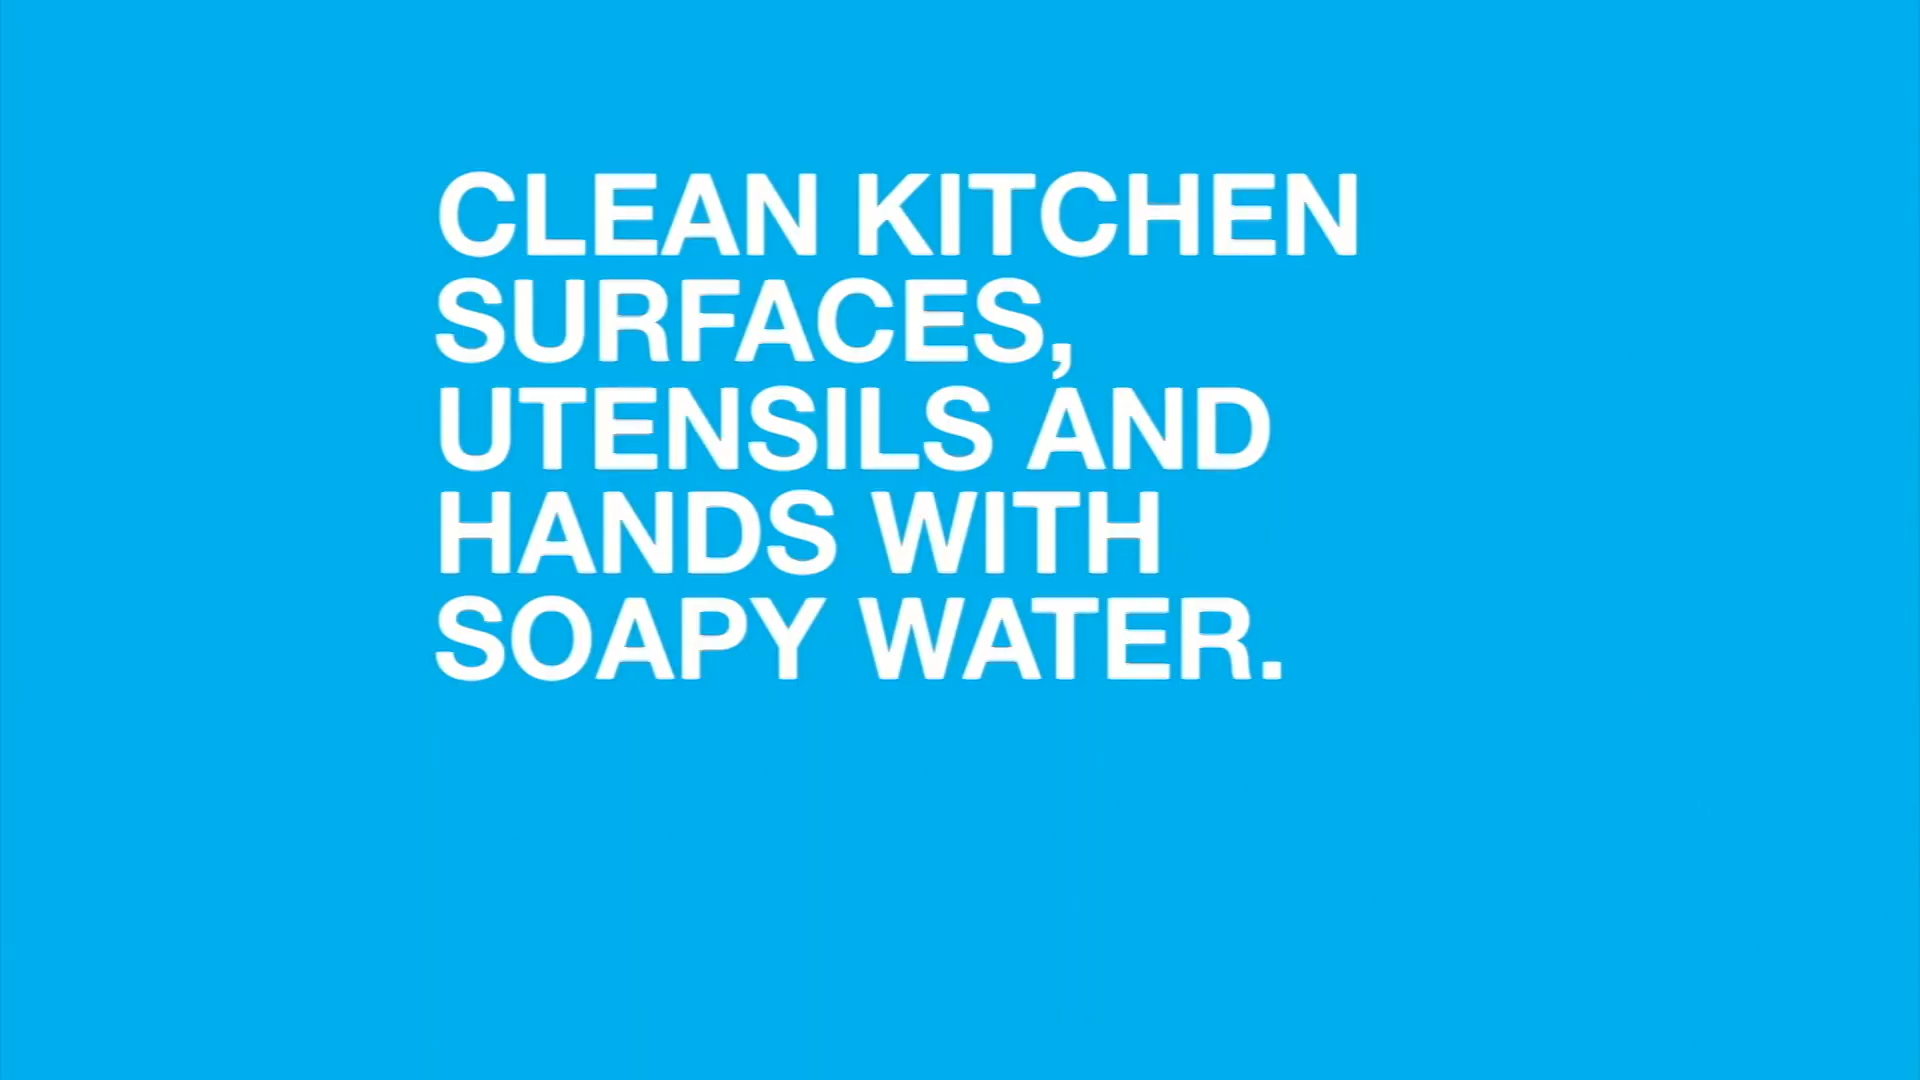 CLEAN KITCHEN
SURFACES,
UTENSILS AND
HANDS WITH
SOAPY WATER.